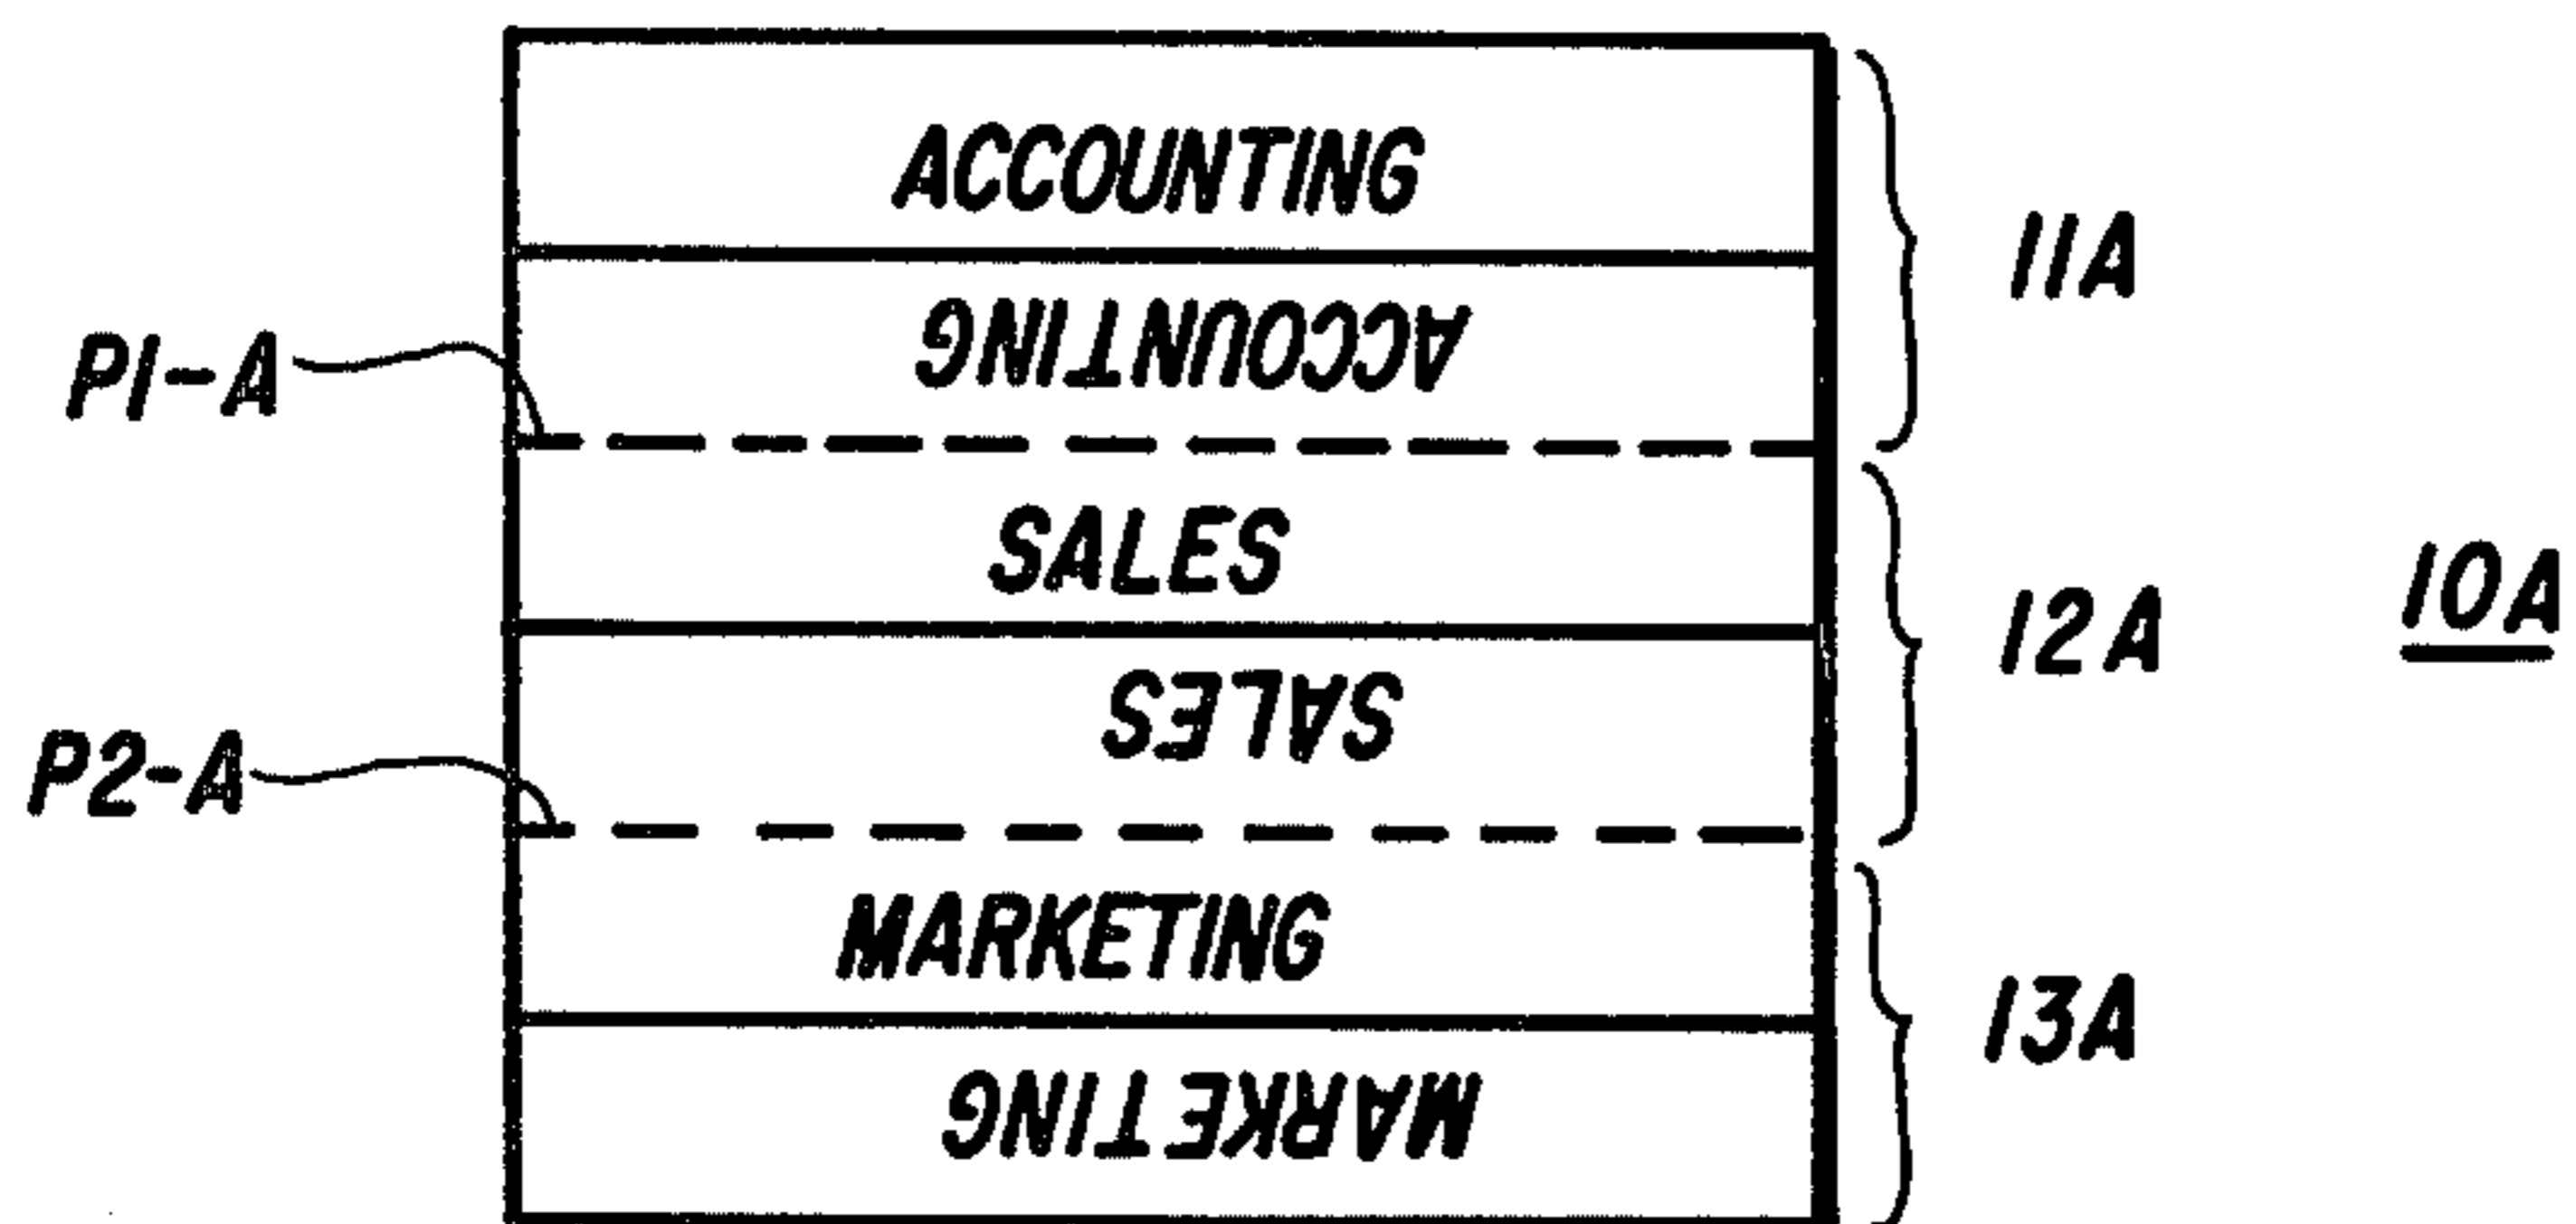 ACCOUNTING
11A
ACCOUNTING
P1-A
SALES
12A
10A
SALES
P2-A
MARKETING
13A
MARKETING